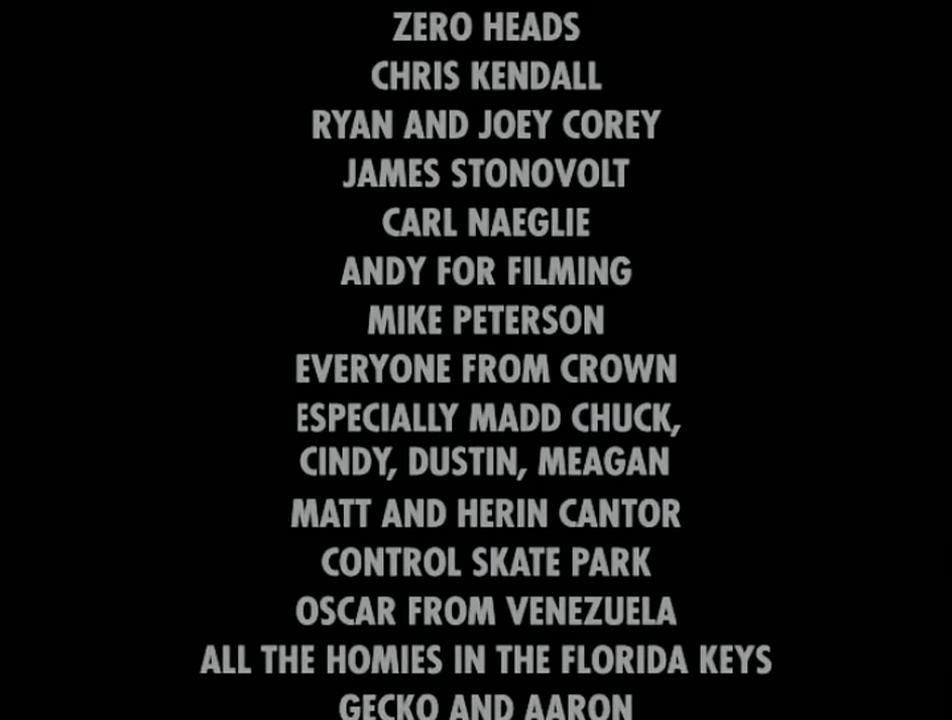 ZERO HEADS
CHRIS KENDALL
RYAN AND JOEY COREY
JAMES STONOVOLT
CARL NAEGLIE
ANDY FOR FILMING
MIKE PETERSON
EVERYONE FROM CROWN
ESPECIALLY MADD CHUCK,
CINDY, DUSTIN, MEAGAN
MATT AND HERIN CANTOR
CONTROL SKATE PARK
OSCAR FROM VENEZUELA
ALL THE HOMIES IN THE FLORIDA KEYS
GECKO AND AARON